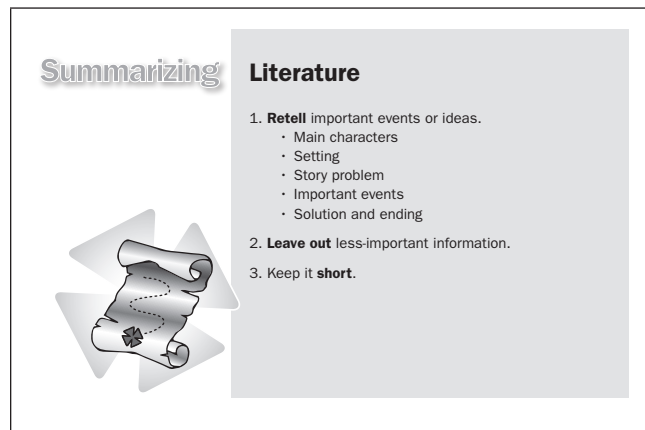 Summarizing
Literature
1. Retell important events or ideas.
· Main characters
· Setting
· Story problem
· Important events
· Solution and ending
2. Leave out less-important information.
3. Keep it short.